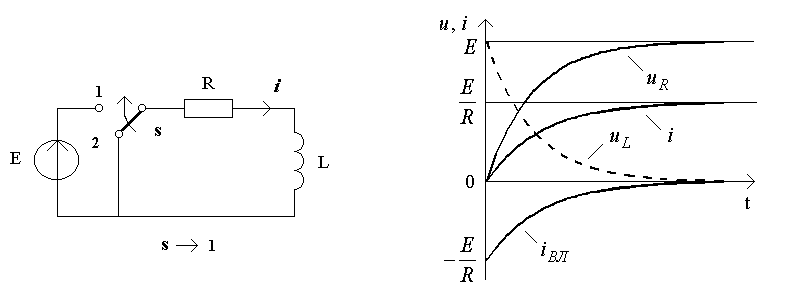 1
R
i
2
s
E
L
s → 1
u, i
E
u_R
E/R
i
u_L
0
t
-E/R
i_ВЛ